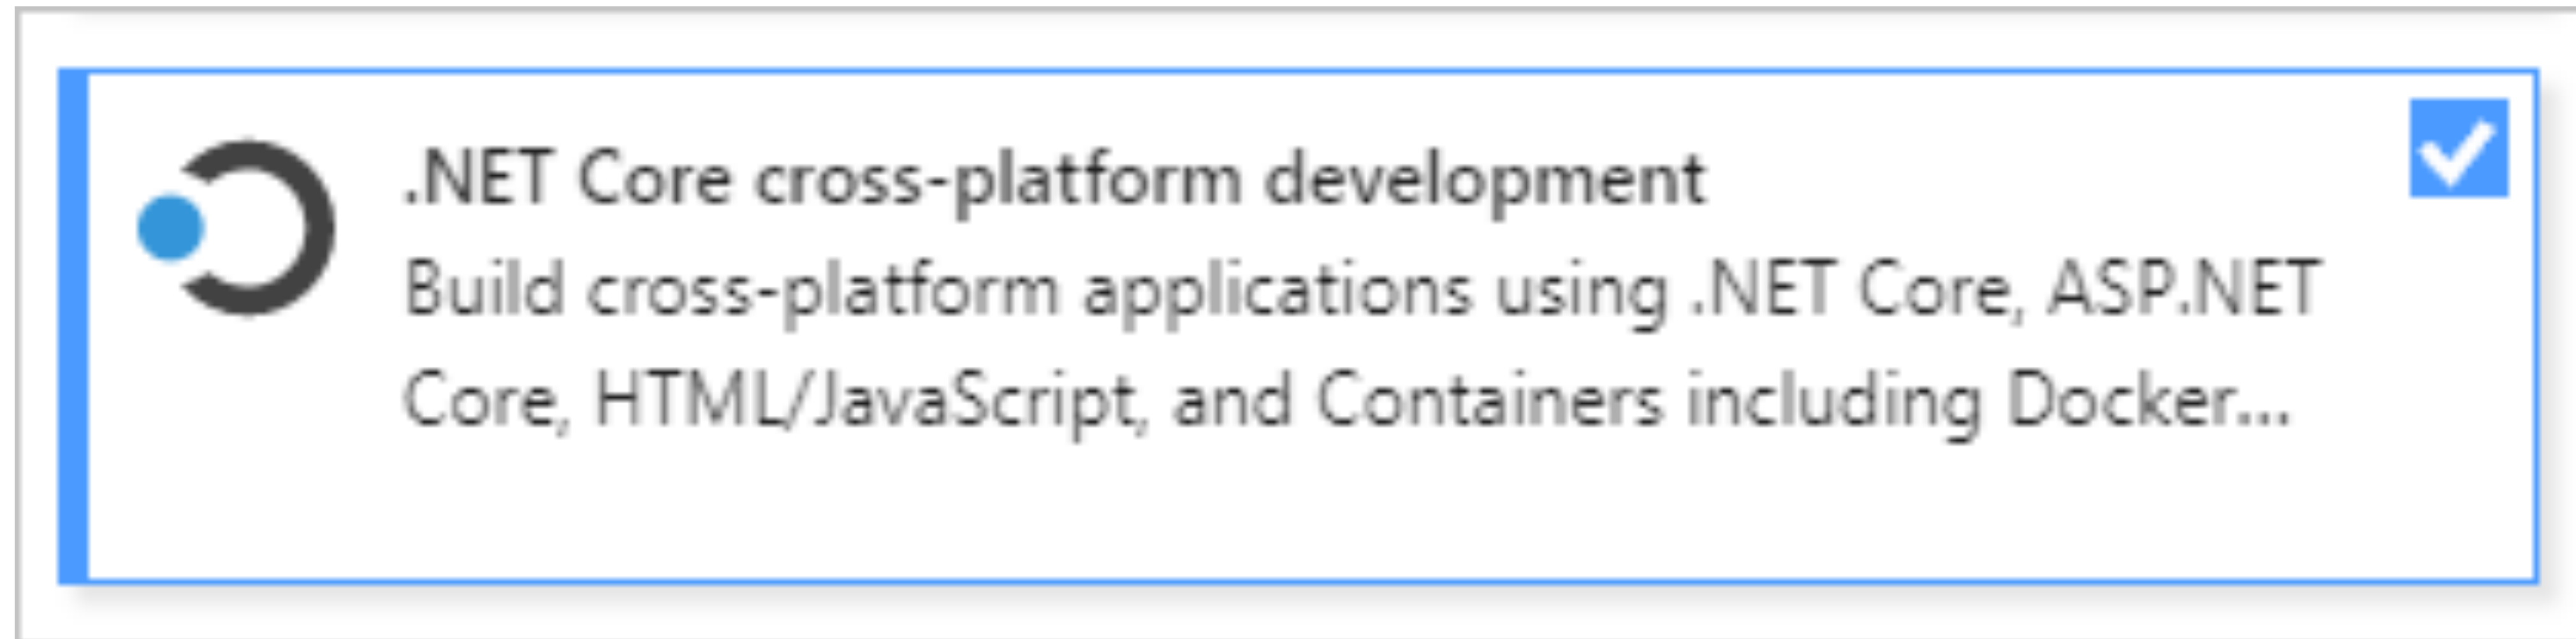 .NET Core cross-platform development
Build cross-platform applications using .NET Core, ASP.NET
Core, HTML/JavaScript, and Containers including Docker...